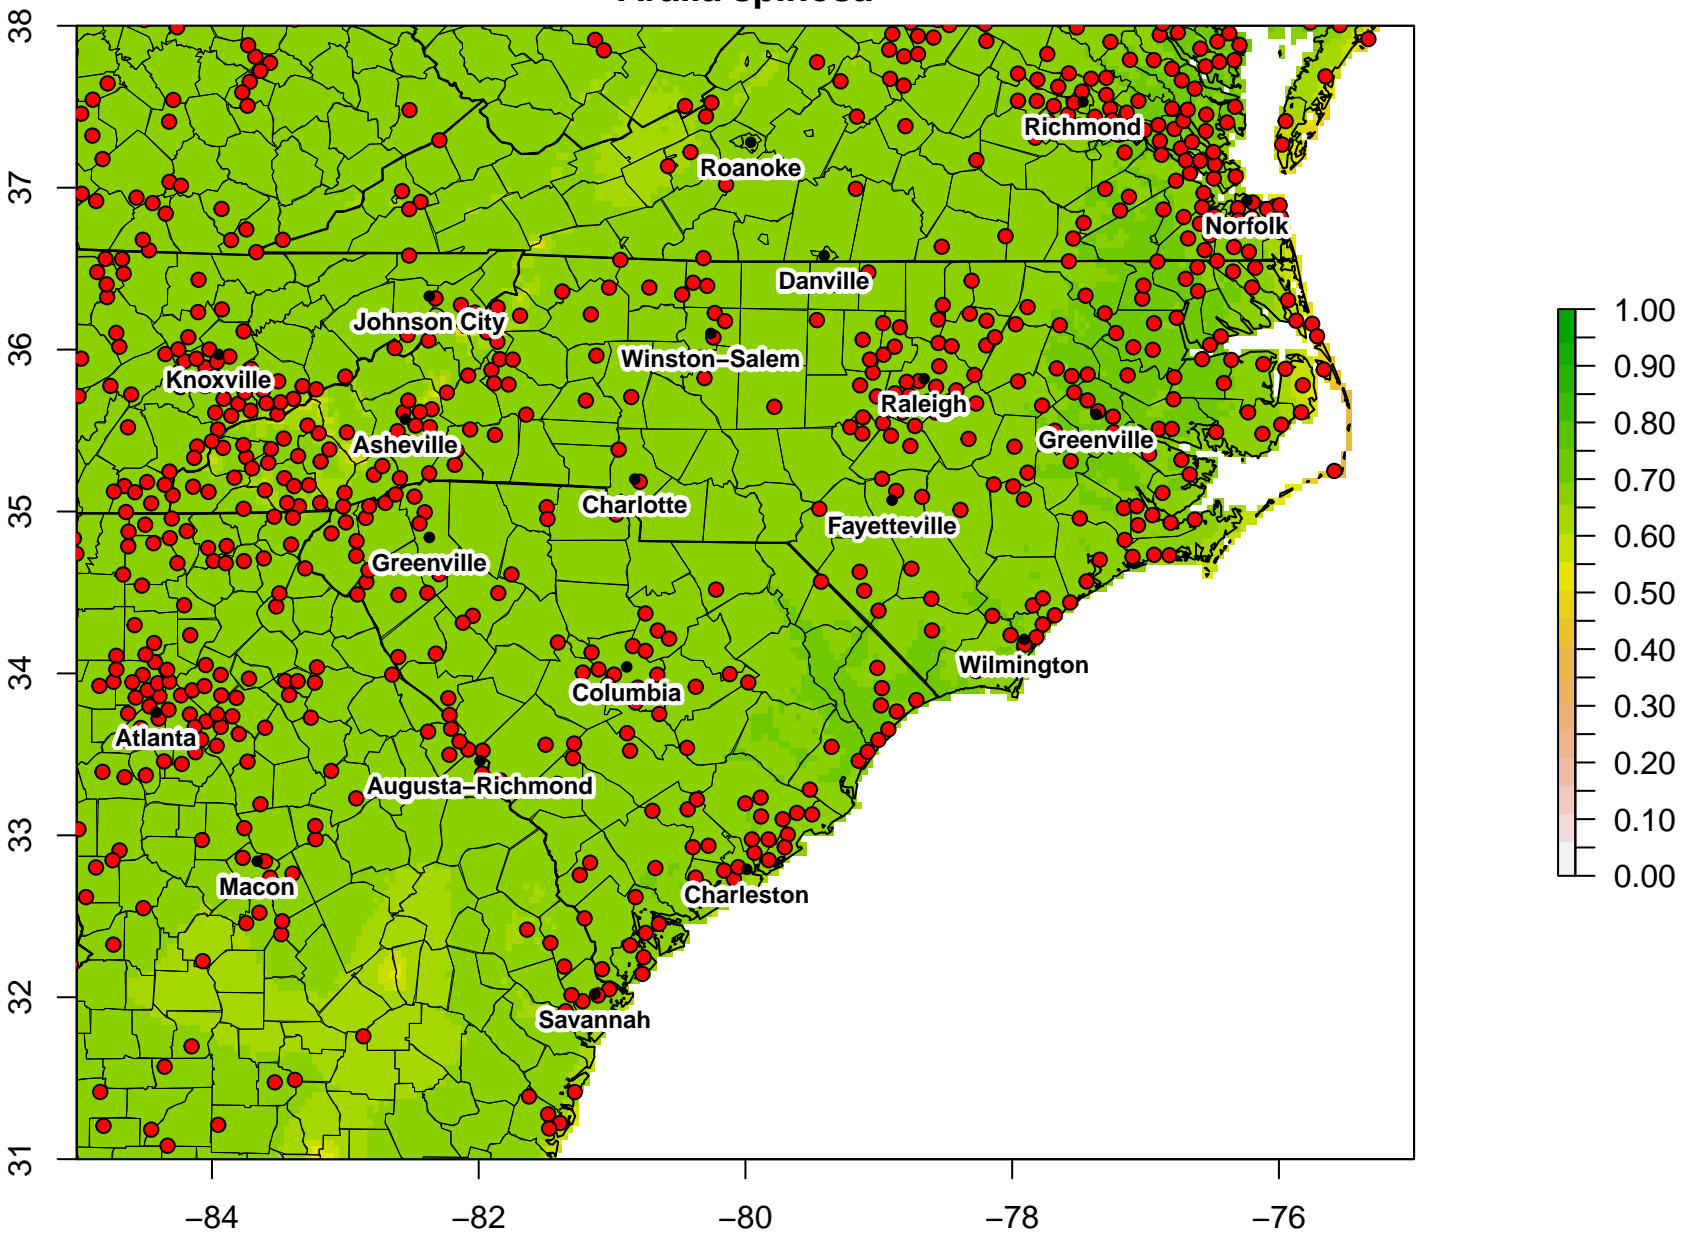 Aralia spinosa
38
37
36
35
34
33
32
31
Richmond
Roanoke
Norfolk
Danville
Johnson City
Winston–Salem
Knoxville
Raleigh
Asheville
Greenville
Charlotte
Fayetteville
Greenville
Wilmington
Columbia
Atlanta
Augusta–Richmond
Macon
Charleston
Savannah
–84
–82
–80
–78
–76
1.00
0.90
0.80
0.70
0.60
0.50
0.40
0.30
0.20
0.10
0.00